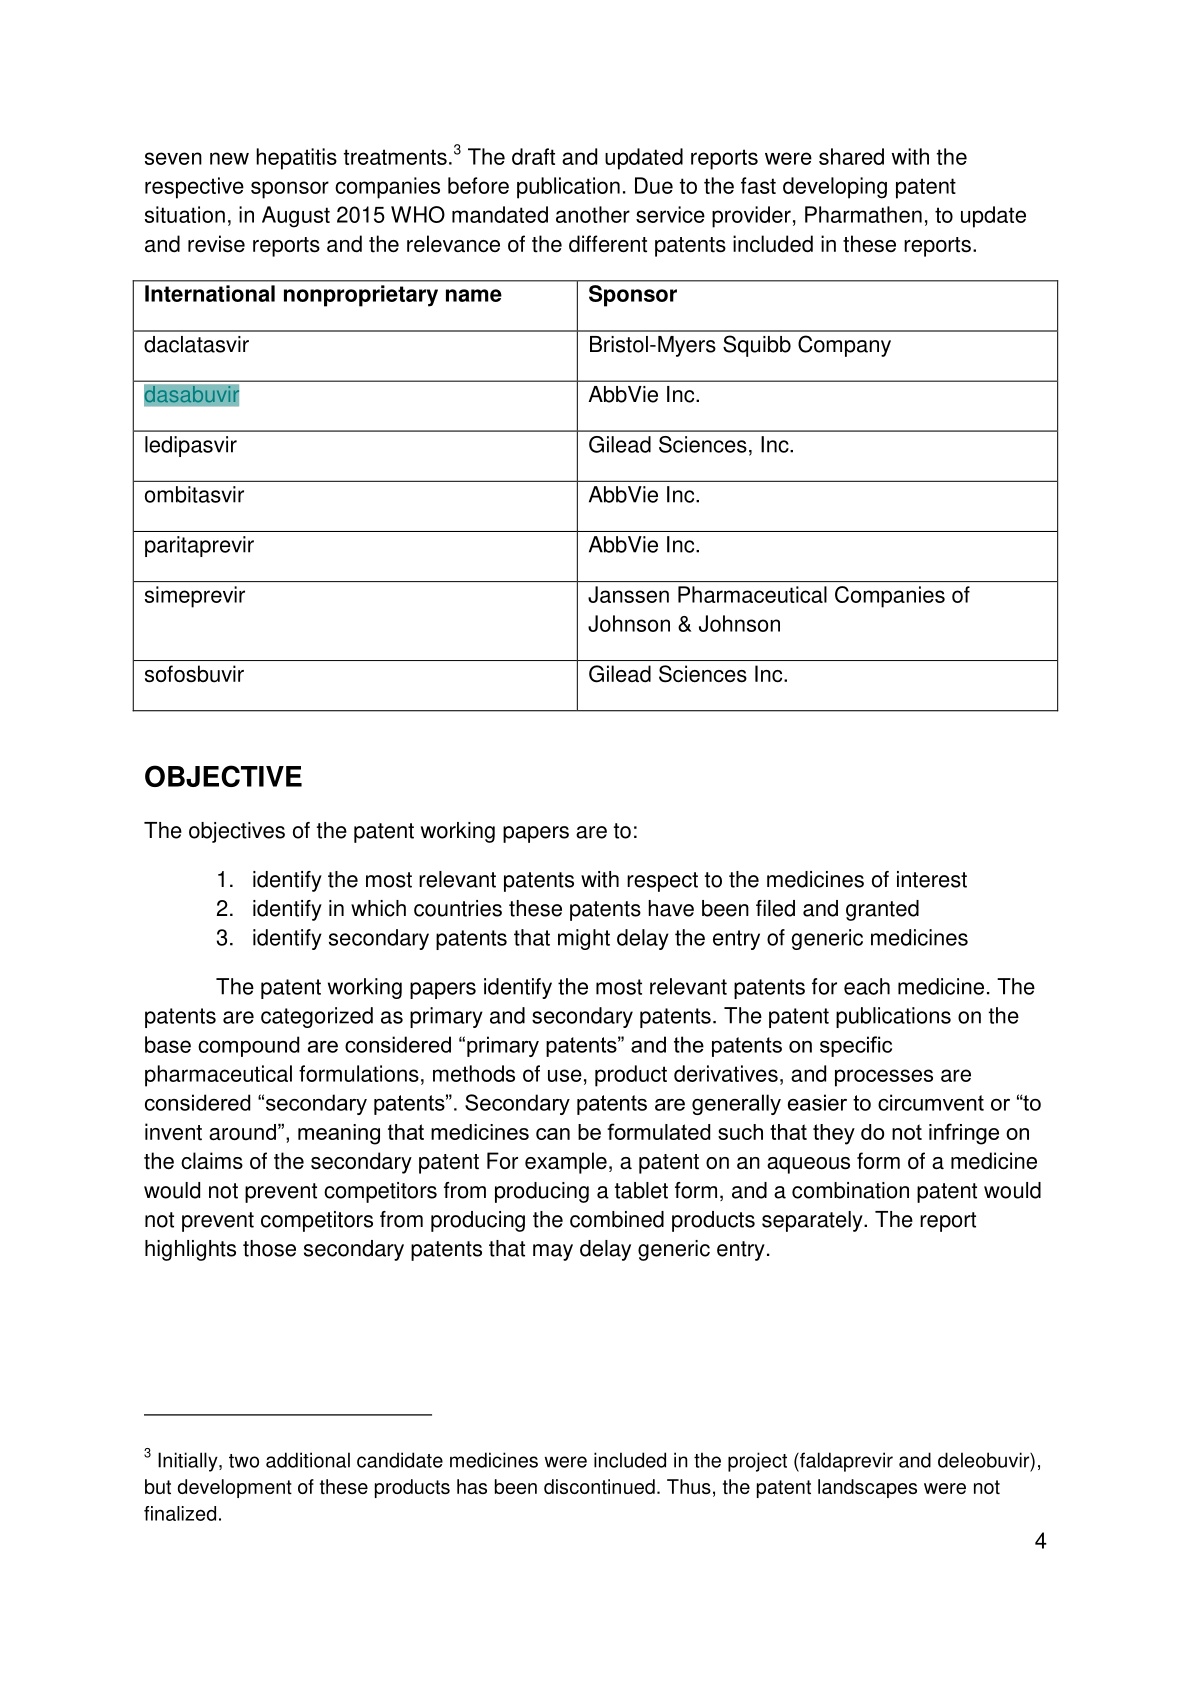 seven new hepatitis treatments.3 The draft and updated reports were shared with the
respective sponsor companies before publication. Due to the fast developing patent
situation, in August 2015 WHO mandated another service provider, Pharmathen, to update
and revise reports and the relevance of the different patents included in these reports.
International nonproprietary name Sponsor
daclatasvir Bristol-Myers Squibb Company
dasabuvir AbbVie Inc.
ledipasvir Gilead Sciences, Inc.
ombitasvir AbbVie Inc.
paritaprevir AbbVie Inc.
simeprevir Janssen Pharmaceutical Companies of
Johnson & Johnson
sofosbuvir Gilead Sciences Inc.
OBJECTIVE
The objectives of the patent working papers are to:
1. identify the most relevant patents with respect to the medicines of interest
2. identify in which countries these patents have been filed and granted
3. identify secondary patents that might delay the entry of generic medicines
The patent working papers identify the most relevant patents for each medicine. The
patents are categorized as primary and secondary patents. The patent publications on the
base compound are considered “primary patents” and the patents on specific
pharmaceutical formulations, methods of use, product derivatives, and processes are
considered “secondary patents”. Secondary patents are generally easier to circumvent or “to
invent around”, meaning that medicines can be formulated such that they do not infringe on
the claims of the secondary patent For example, a patent on an aqueous form of a medicine
would not prevent competitors from producing a tablet form, and a combination patent would
not prevent competitors from producing the combined products separately. The report
highlights those secondary patents that may delay generic entry.
3 Initially, two additional candidate medicines were included in the project (faldaprevir and deleobuvir),
but development of these products has been discontinued. Thus, the patent landscapes were not
finalized.
4